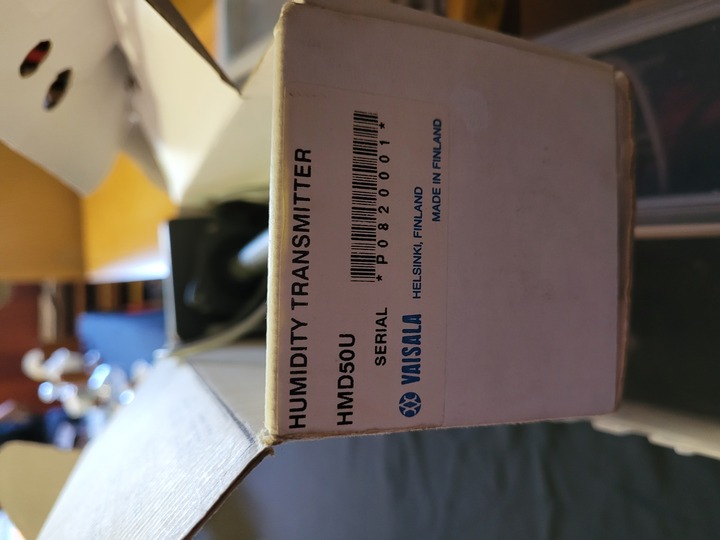 HUMIDITY TRANSMITTER
HMD50U
SERIAL
*P0820001*
VAISALA HELSINKI, FINLAND
MADE IN FINLAND